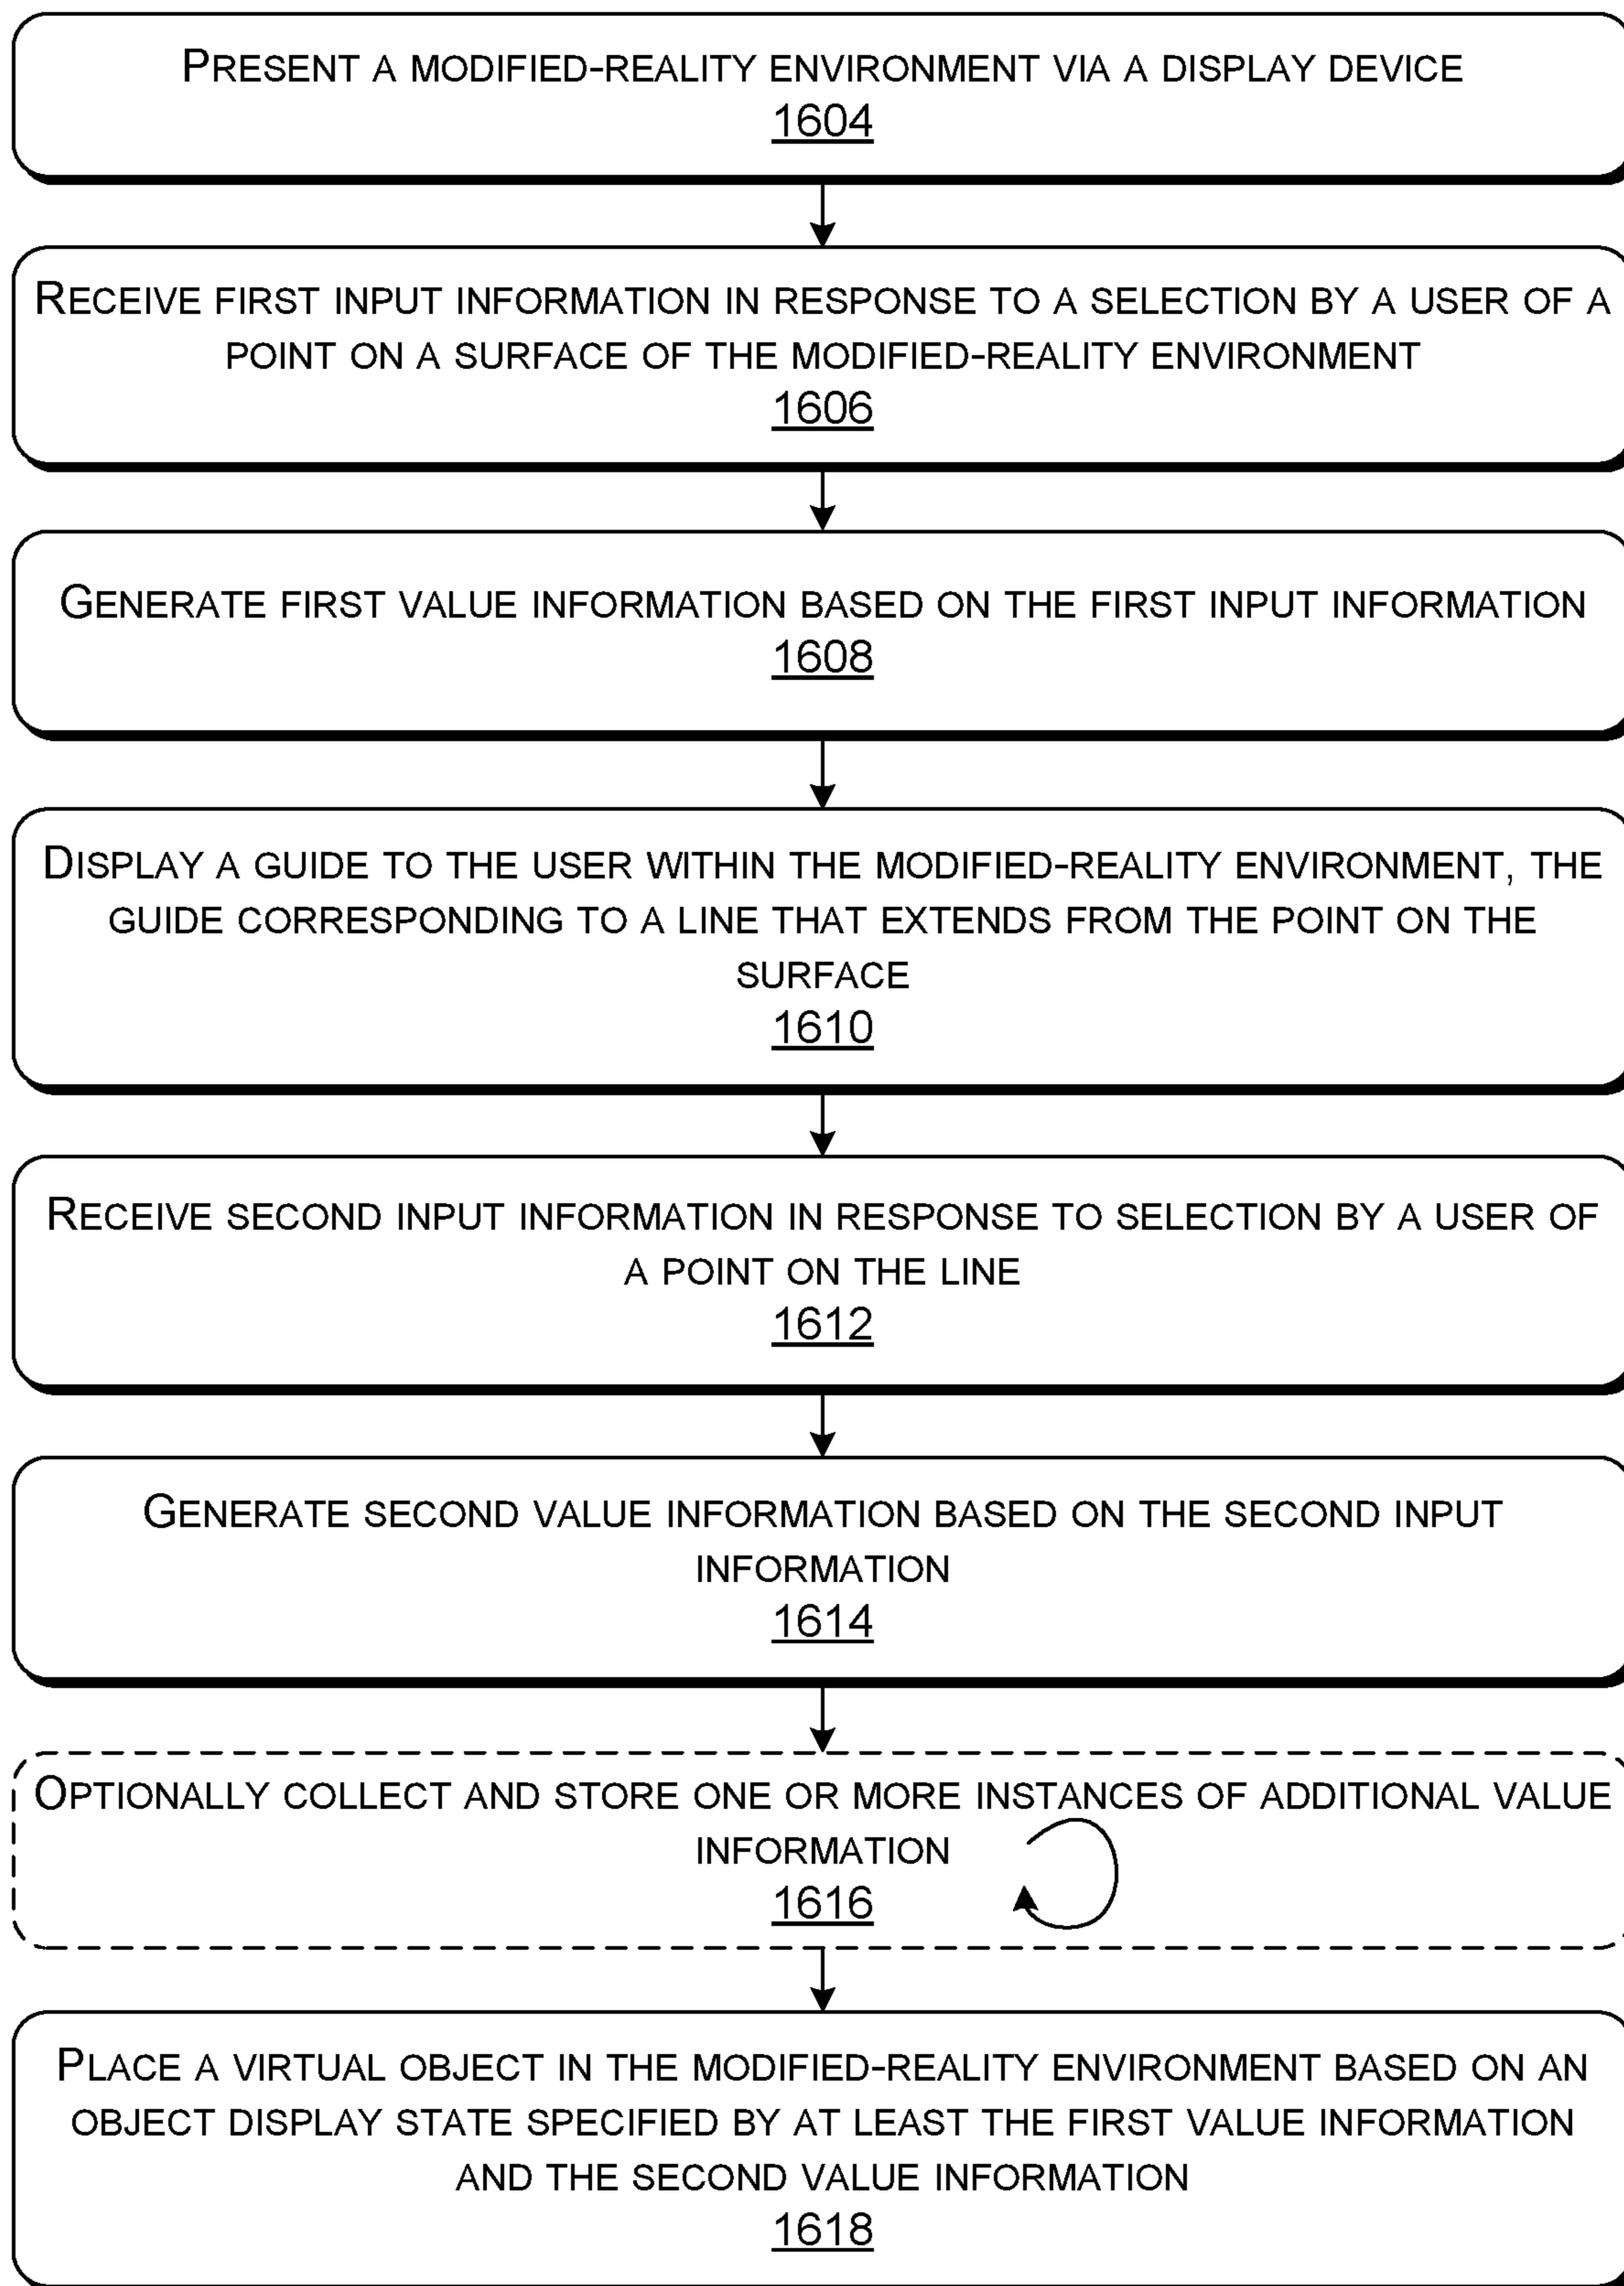 PRESENT A MODIFIED-REALITY ENVIRONMENT VIA A DISPLAY DEVICE
1604
RECEIVE FIRST INPUT INFORMATION IN RESPONSE TO A SELECTION BY A USER OF A
POINT ON A SURFACE OF THE MODIFIED-REALITY ENVIRONMENT
1606
GENERATE FIRST VALUE INFORMATION BASED ON THE FIRST INPUT INFORMATION
1608
DISPLAY A GUIDE TO THE USER WITHIN THE MODIFIED-REALITY ENVIRONMENT, THE
GUIDE CORRESPONDING TO A LINE THAT EXTENDS FROM THE POINT ON THE
SURFACE
1610
RECEIVE SECOND INPUT INFORMATION IN RESPONSE TO SELECTION BY A USER OF
A POINT ON THE LINE
1612
GENERATE SECOND VALUE INFORMATION BASED ON THE SECOND INPUT
INFORMATION
1614
OPTIONALLY COLLECT AND STORE ONE OR MORE INSTANCES OF ADDITIONAL VALUE
INFORMATION
1616
PLACE A VIRTUAL OBJECT IN THE MODIFIED-REALITY ENVIRONMENT BASED ON AN
OBJECT DISPLAY STATE SPECIFIED BY AT LEAST THE FIRST VALUE INFORMATION
AND THE SECOND VALUE INFORMATION
1618